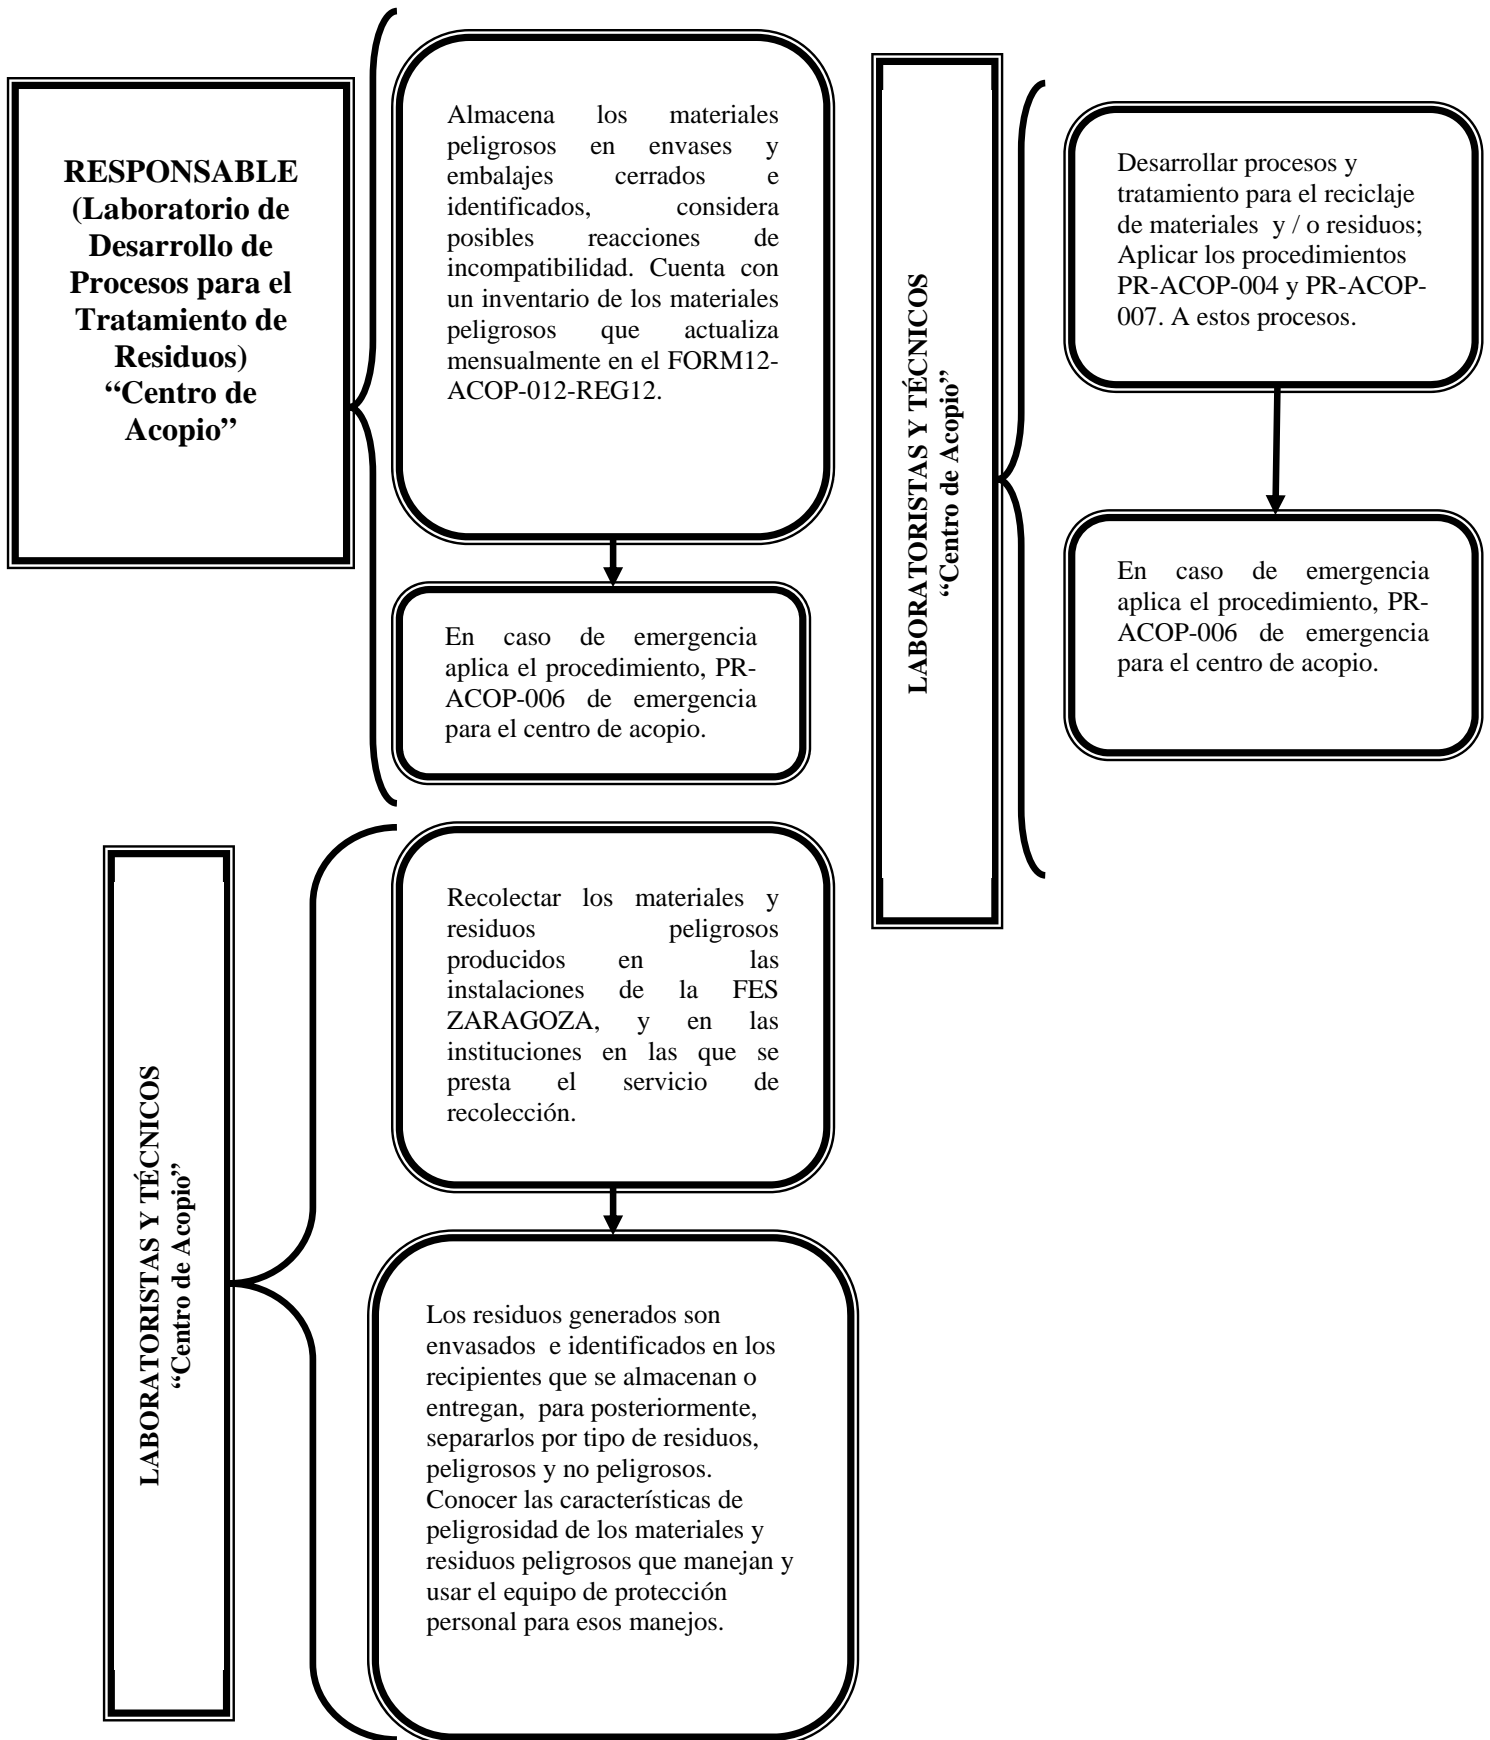 RESPONSABLE
(Laboratorio de
Desarrollo de
Procesos para el
Tratamiento de
Residuos)
“Centro de
Acopio”
Almacena los materiales
peligrosos en envases y
embalajes cerrados e
identificados, considera
posibles reacciones de
incompatibilidad. Cuenta con
un inventario de los materiales
peligrosos que actualiza
mensualmente en el FORM12-
ACOP-012-REG12.
En caso de emergencia
aplica el procedimiento, PR-
ACOP-006 de emergencia
para el centro de acopio.
LABORATORISTAS Y TÉCNICOS
“Centro de Acopio”
Recolectar los materiales y
residuos peligrosos
producidos en las
instalaciones de la FES
ZARAGOZA, y en las
instituciones en las que se
presta el servicio de
recolección.
Los residuos generados son
envasados e identificados en los
recipientes que se almacenan o
entregan, para posteriormente,
separarlos por tipo de residuos,
peligrosos y no peligrosos.
Conocer las características de
peligrosidad de los materiales y
residuos peligrosos que manejan y
usar el equipo de protección
personal para esos manejos.
LABORATORISTAS Y TÉCNICOS
“Centro de Acopio”
Desarrollar procesos y
tratamiento para el reciclaje
de materiales y / o residuos;
Aplicar los procedimientos
PR-ACOP-004 y PR-ACOP-
007. A estos procesos.
En caso de emergencia
aplica el procedimiento, PR-
ACOP-006 de emergencia
para el centro de acopio.